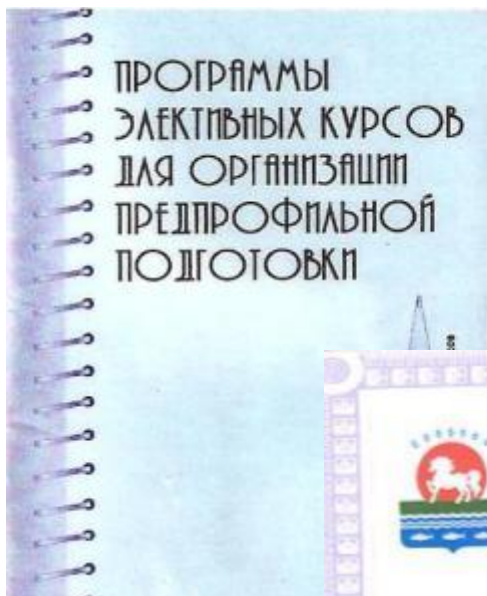 ПРОГРАММЫ
ЭЛЕКТИВНЫХ КУРСОВ
ДЛЯ ОРГАНИЗАЦИИ
ПРЕДПРОФИЛЬНОЙ
ПОДГОТОВКИ